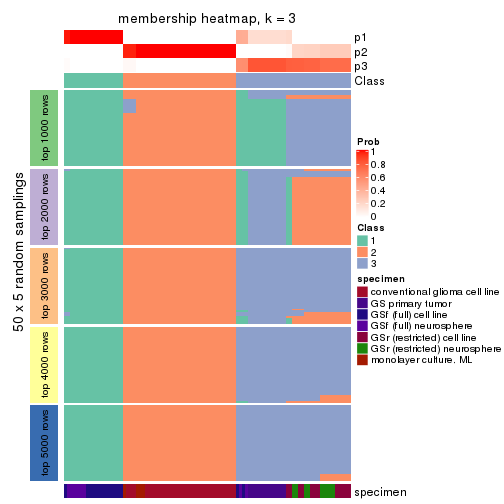 membership heatmap, k = 3
p1
p2
p3
Class
50 x 5 random samplings
top 1000 rows
top 2000 rows
top 3000 rows
top 4000 rows
top 5000 rows
Prob
1
0.8
0.6
0.4
0.2
0
Class
1
2
3
specimen
conventional glioma cell line
GS primary tumor
GSf (full) cell line
GSf (full) neurosphere
GSr (restricted) cell line
GSr (restricted) neurosphere
monolayer culture. ML
specimen